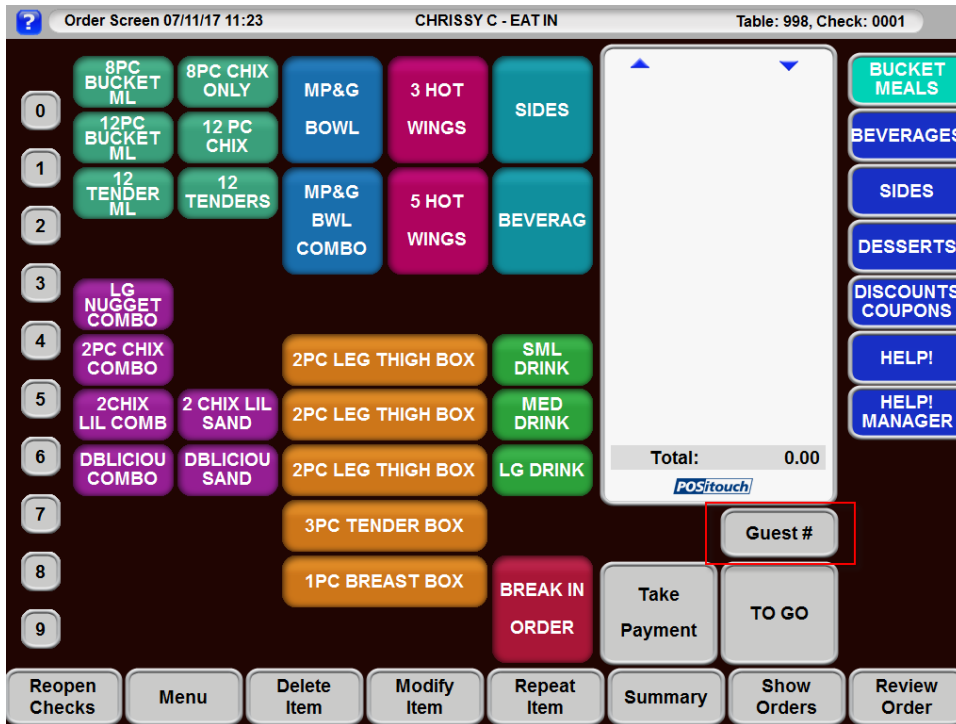 ?
Order Screen 07/11/17 11:23
CHRISSY C - EAT IN
Table: 998, Check: 0001
0
1
2
3
4
5
6
7
8
9
8PC
BUCKET
ML
8PC CHIX
ONLY
12PC
BUCKET
ML
12 PC
CHIX
12
TENDER
ML
12
TENDERS
MP&G
BOWL
3 HOT
WINGS
SIDES
MP&G
BWL
COMBO
5 HOT
WINGS
BEVERAG
LG
NUGGET
COMBO
2PC CHIX
COMBO
2CHIX
LIL COMB
2 CHIX LIL
SAND
DBLICIOU
COMBO
DBLICIOU
SAND
2PC LEG THIGH BOX
2PC LEG THIGH BOX
2PC LEG THIGH BOX
3PC TENDER BOX
1PC BREAST BOX
SML
DRINK
MED
DRINK
LG DRINK
BREAK IN
ORDER
Total: 0.00
POSitouch
Guest #
Take
Payment
TO GO
BUCKET
MEALS
BEVERAGES
SIDES
DESSERTS
DISCOUNTS
COUPONS
HELP!
HELP!
MANAGER
Reopen
Checks
Menu
Delete
Item
Modify
Item
Repeat
Item
Summary
Show
Orders
Review
Order